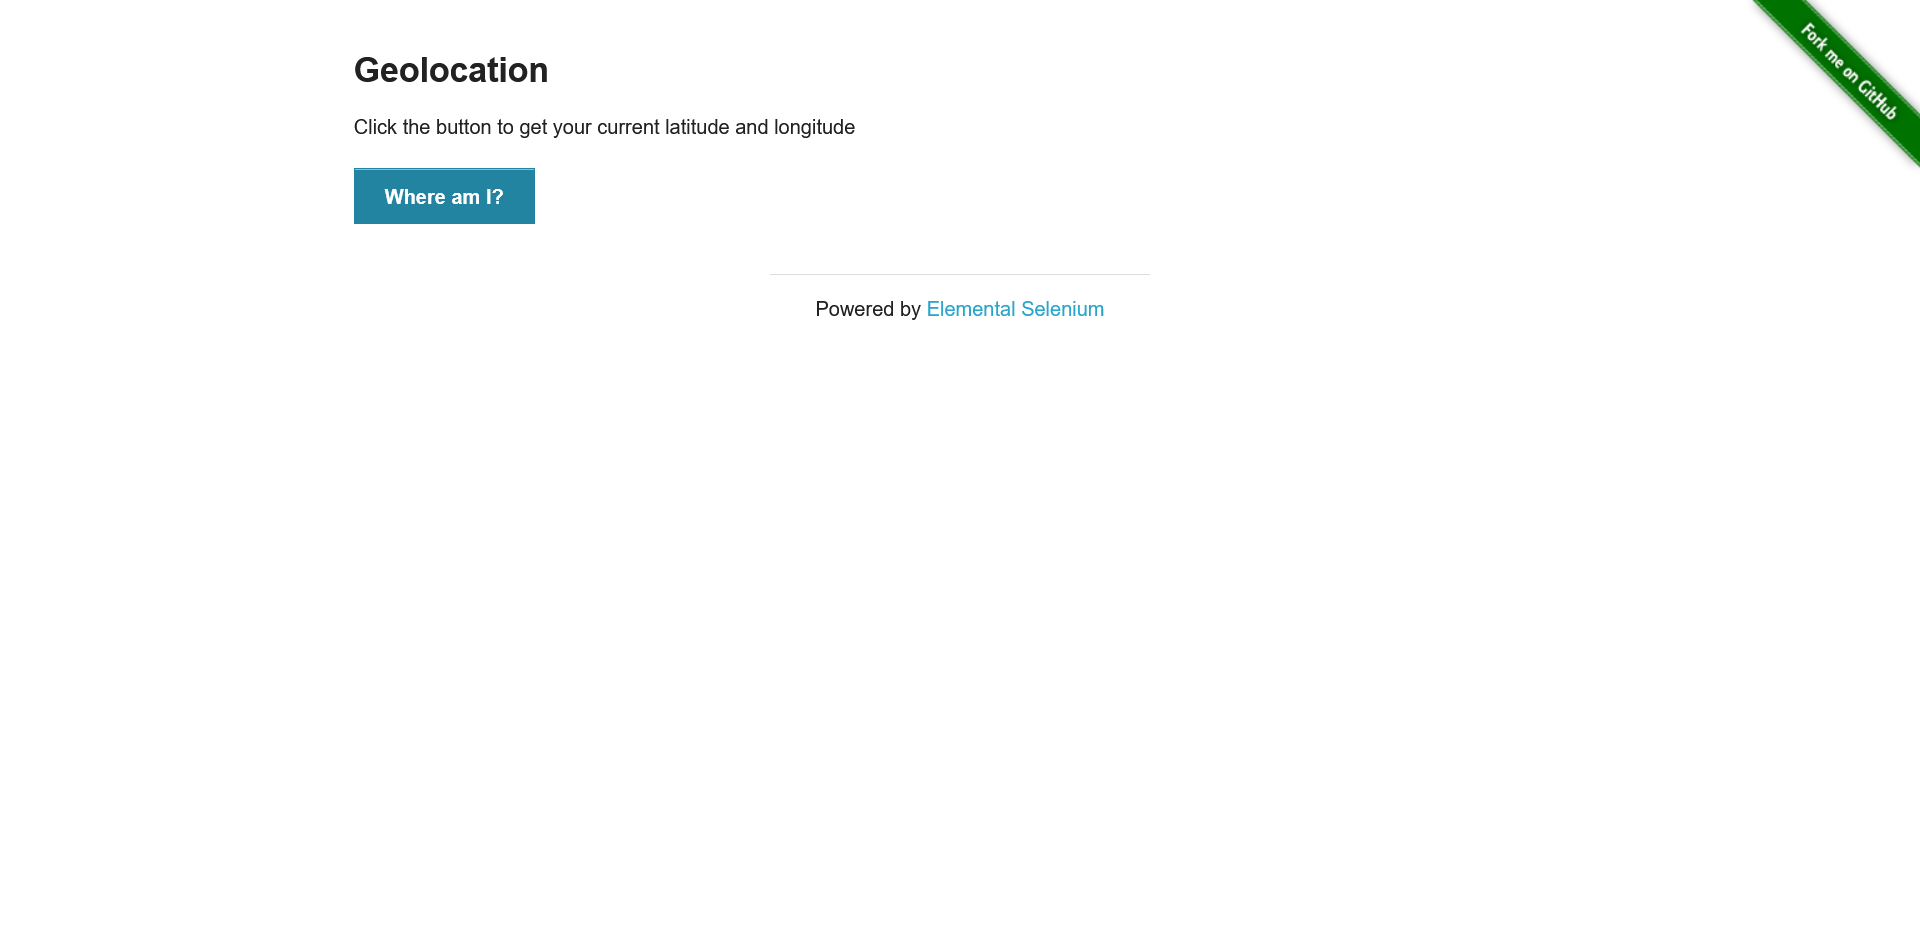 Geolocation
Click the button to get your current latitude and longitude
Where am I?
Powered by Elemental Selenium
Fork me on GitHub